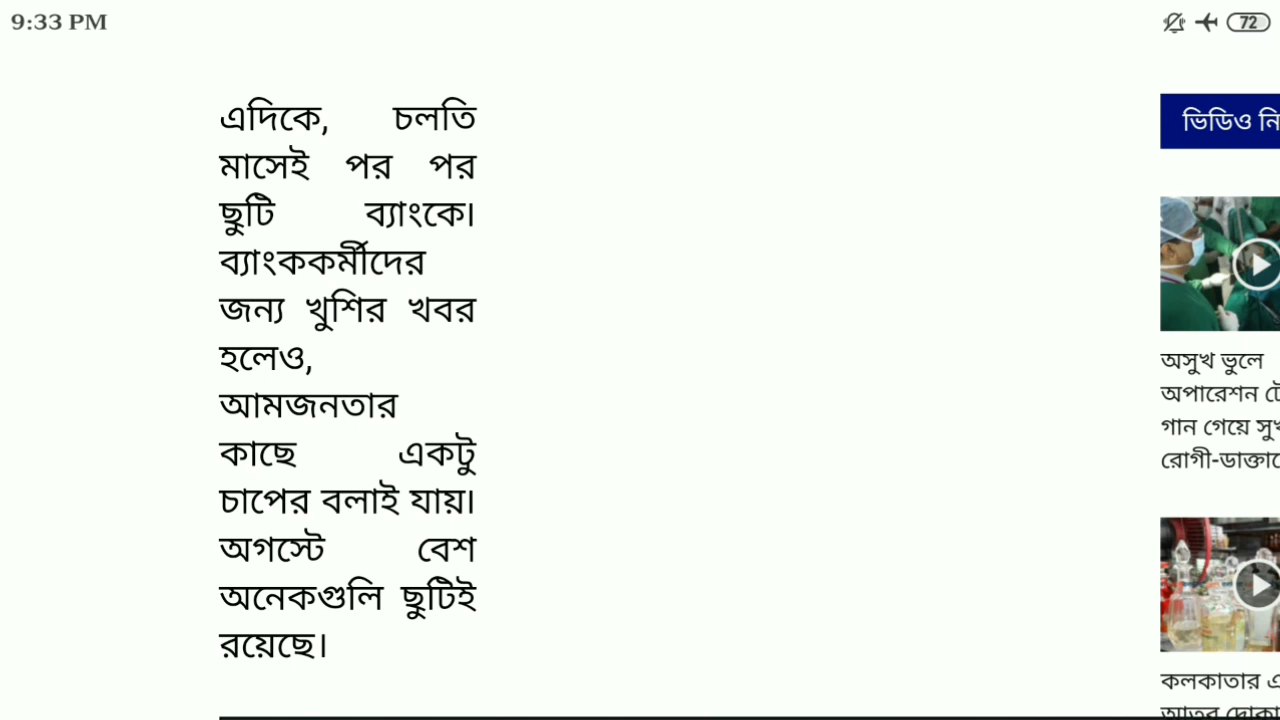 9:33 PM
72
এদিকে, চলতি
মাসেই পর পর
ছুটি ব্যাংকে।
ব্যাংককর্মীদের
জন্য খুশির খবর
হলেও,
আমজনতার
কাছে একটু
চাপের বলাই যায়।
অগস্টে বেশ
অনেকগুলি ছুটিই
রয়েছে।
ভিডিও
অসুখ ভুলে
অপারেশন
গান গেয়ে
রোগী-ডাক্তা
কলকাতার
আতর